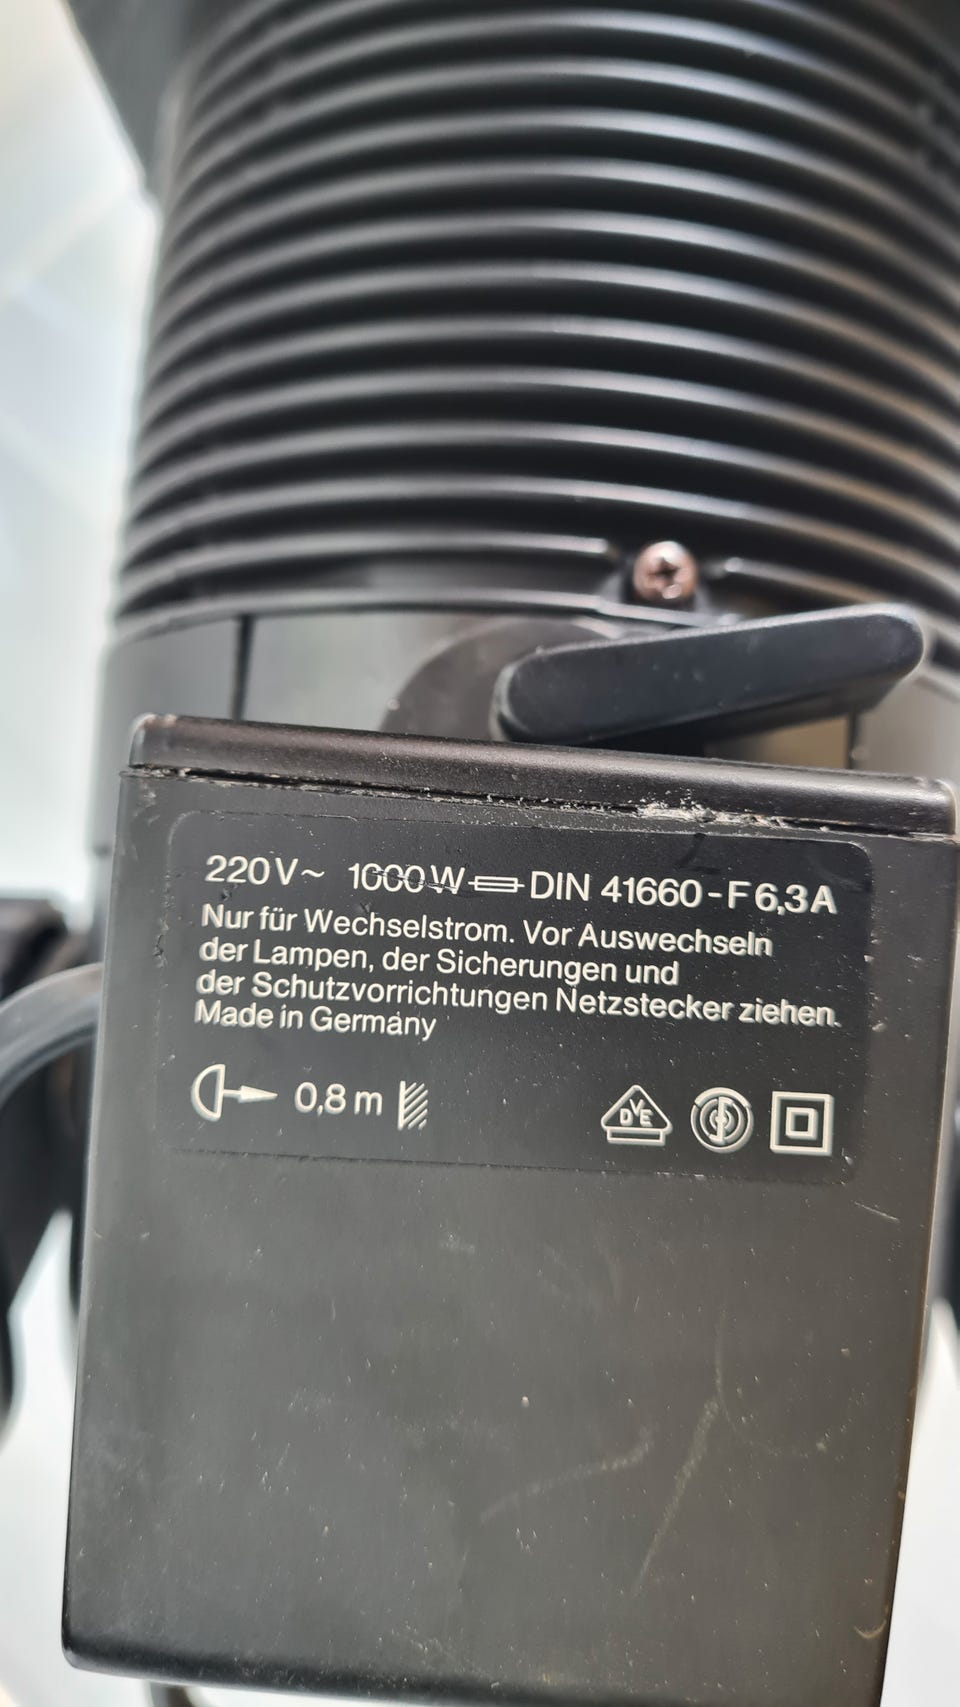 220V~ 1000W DIN 41660-F6,3A
Nur für Wechselstrom. Vor Auswechseln
der Lampen, der Sicherungen und
der Schutzvorrichtungen Netzstecker ziehen.
Made in Germany
0,8 m
DVE